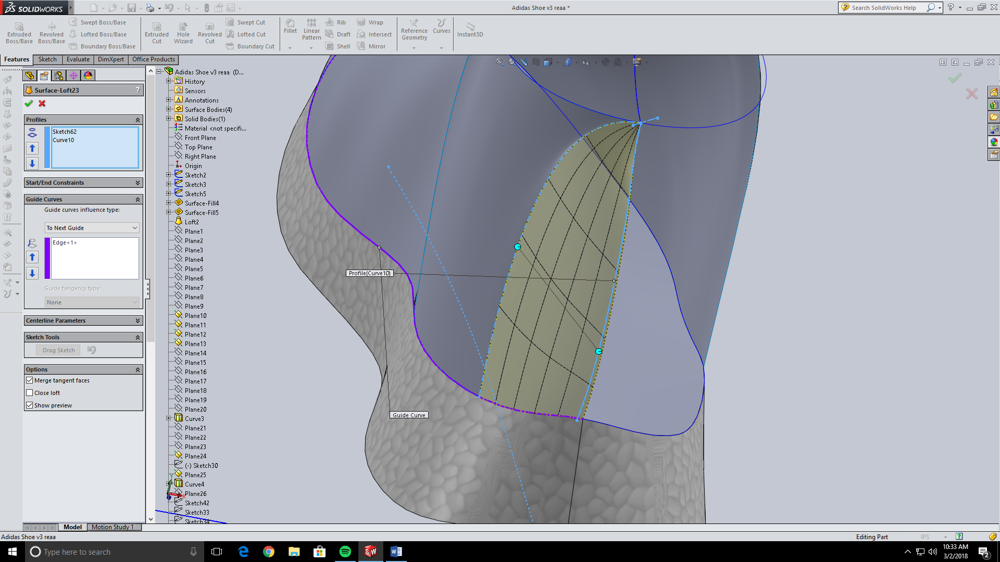 SOLIDWORKS
Adidas Shoe v3 reaa *
Search SolidWorks Help
Extruded Boss/Base
Revolved Boss/Base
Swept Boss/Base
Lofted Boss/Base
Boundary Boss/Base
Extruded Cut
Hole Wizard
Revolved Cut
Swept Cut
Lofted Cut
Boundary Cut
Fillet
Linear Pattern
Rib
Draft
Shell
Wrap
Intersect
Mirror
Reference Geometry
Curves
Instant3D
Features
Sketch
Evaluate
DimXpert
Office Products
Surface-Loft23
?
Profiles
Sketch62
Curve10
Start/End Constraints
Guide Curves
Guide curves influence type:
To Next Guide
Edge<1>
Guide tangency type:
None
Centerline Parameters
Sketch Tools
Drag Sketch
Options
Merge tangent faces
Close loft
Show preview
Adidas Shoe v3 reaa (D...
History
Sensors
Annotations
Surface Bodies(4)
Solid Bodies(1)
Material <not specifi...
Front Plane
Top Plane
Right Plane
Origin
Sketch2
Sketch3
Sketch5
Surface-Fill4
Surface-Fill5
Loft2
Plane1
Plane2
Plane3
Plane4
Plane5
Plane6
Plane7
Plane8
Plane9
Plane10
Plane11
Plane12
Plane13
Plane14
Plane15
Plane16
Plane17
Plane18
Plane19
Plane20
Curve3
Plane21
Plane22
Plane23
Plane24
(-) Sketch30
Plane25
Curve4
Plane26
Sketch42
Sketch33
Sketch34
Profile(Curve10)
Guide Curve
Model
Motion Study 1
Adidas Shoe v3 reaa
Editing Part
IPS
Type here to search
10:33 AM
3/2/2018
2